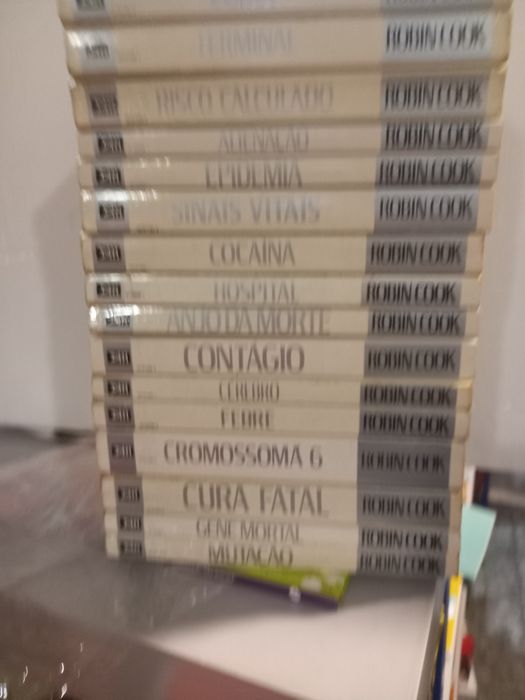 TERMINAL ROBIN COOK
RISCO CALCULADO ROBIN COOK
ALIENAÇÃO ROBIN COOK
EPIDEMIA ROBIN COOK
SINAIS VITAIS ROBIN COOK
COCAÍNA ROBIN COOK
HOSPITAL ROBIN COOK
ANJO DA MORTE ROBIN COOK
CONTÁGIO ROBIN COOK
CÉREBRO ROBIN COOK
FEBRE ROBIN COOK
CROMOSSOMA 6 ROBIN COOK
CURA FATAL ROBIN COOK
GENE MORTAL ROBIN COOK
MUTAÇÃO ROBIN COOK